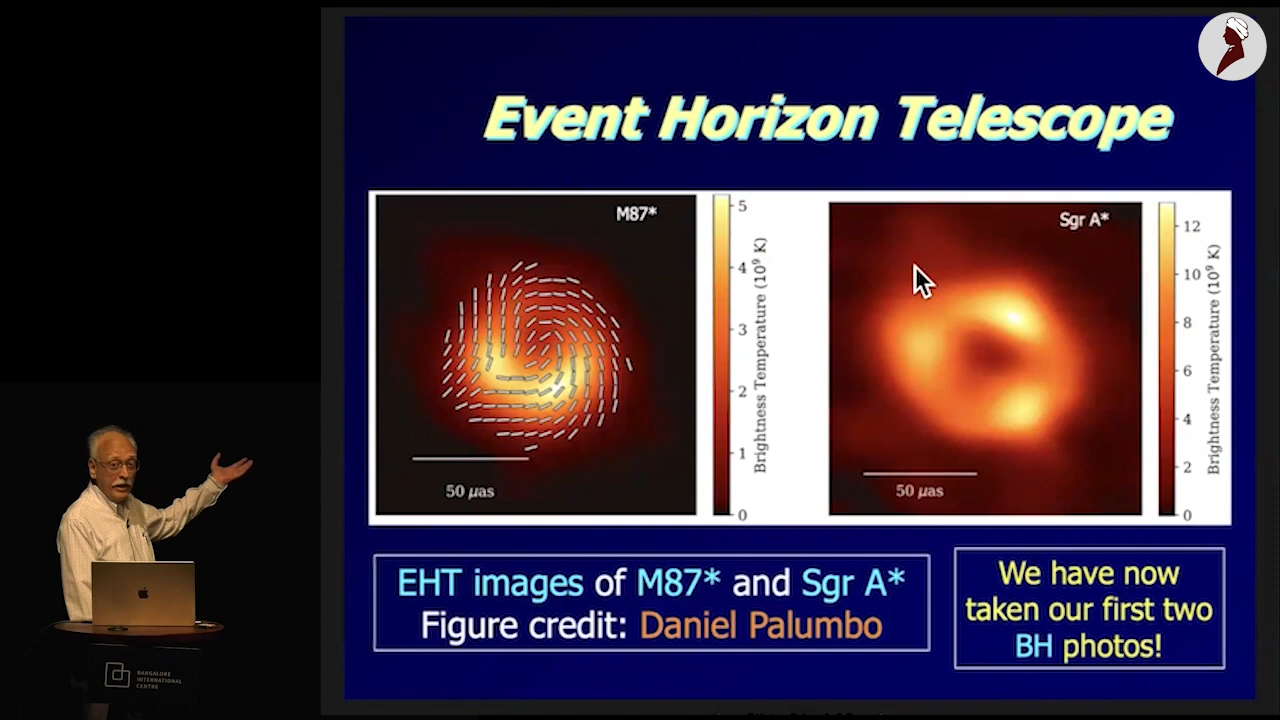 Event Horizon Telescope
M87*
5
4
3
2
1
0
Brightness Temperature (10⁹ K)
50 μas
Sgr A*
12
10
8
6
4
2
0
Brightness Temperature (10⁹ K)
50 μas
EHT images of M87* and Sgr A*
Figure credit: Daniel Palumbo
We have now
taken our first two
BH photos!
BANGALORE
INTERNATIONAL
CENTRE